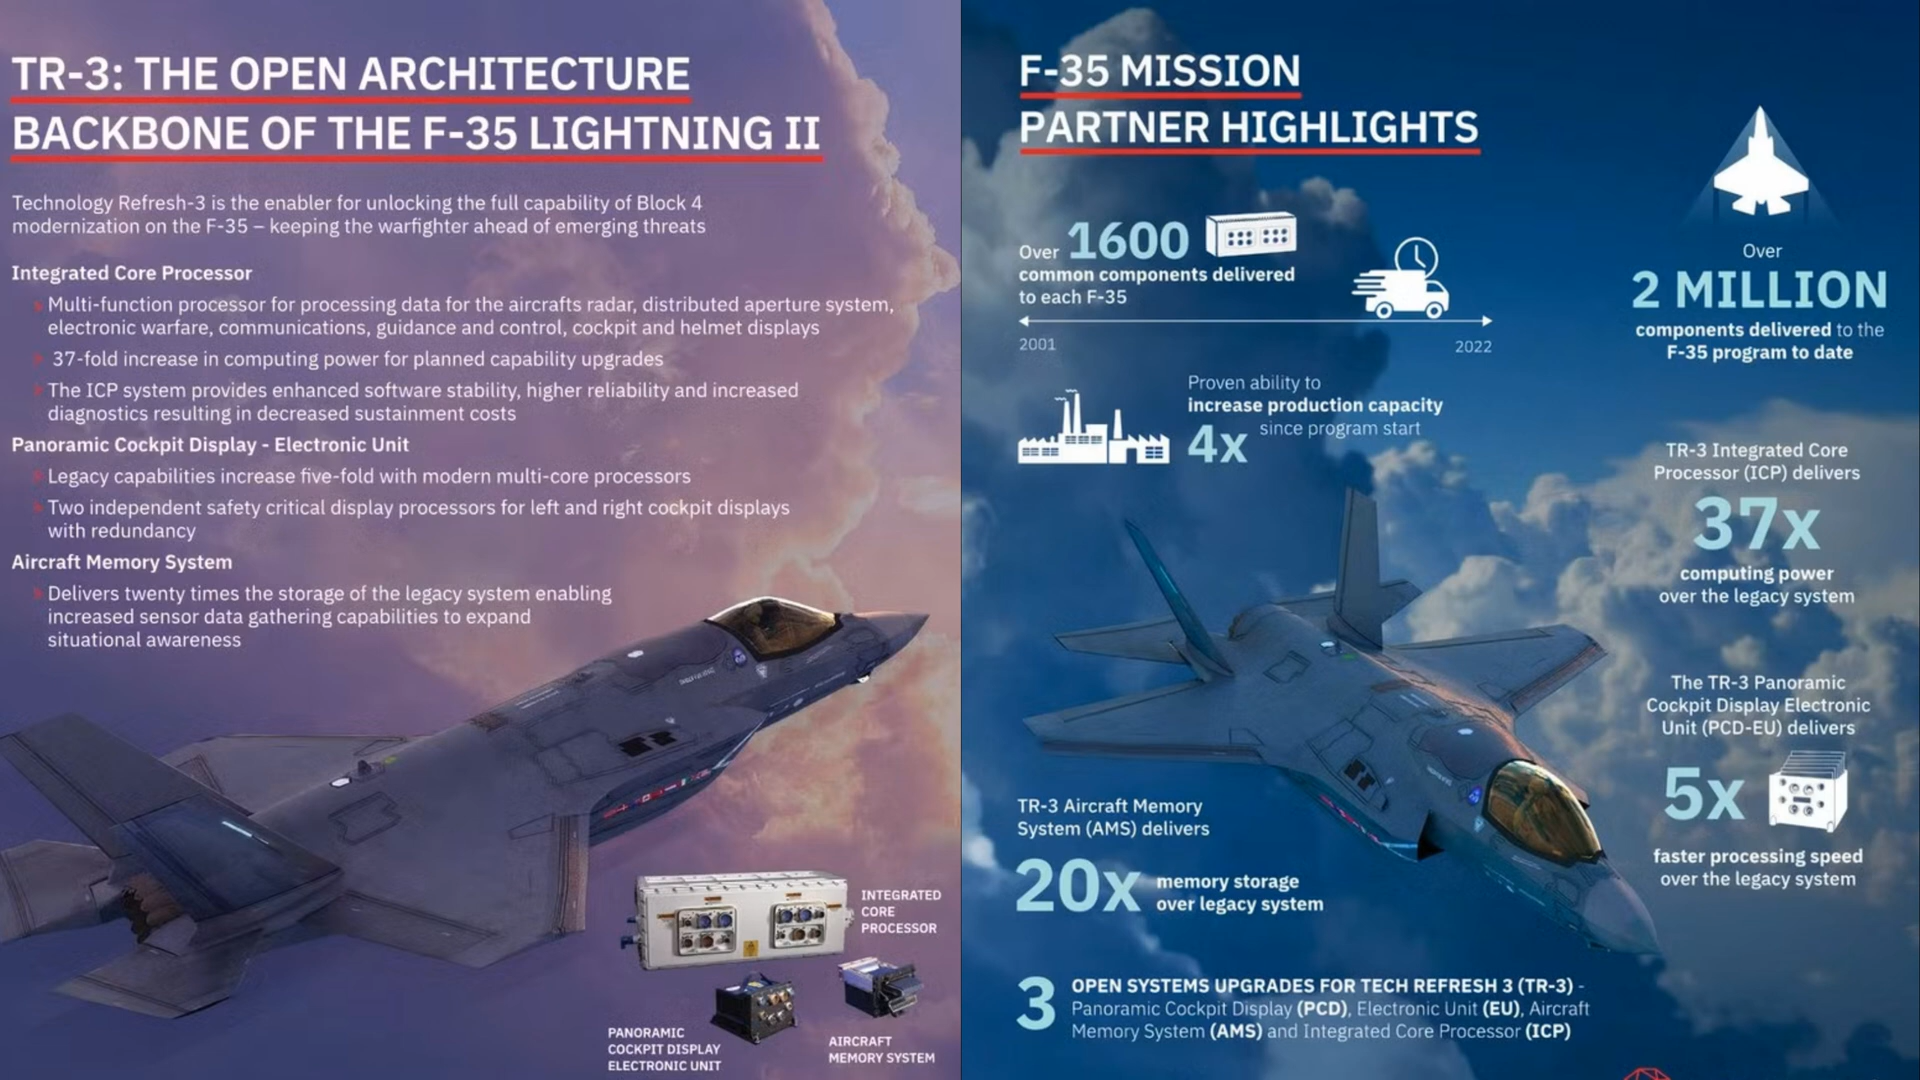 TR-3: THE OPEN ARCHITECTURE
BACKBONE OF THE F-35 LIGHTNING II
Technology Refresh-3 is the enabler for unlocking the full capability of Block 4
modernization on the F-35 – keeping the warfighter ahead of emerging threats
Integrated Core Processor
Multi-function processor for processing data for the aircrafts radar, distributed aperture system,
electronic warfare, communications, guidance and control, cockpit and helmet displays
37-fold increase in computing power for planned capability upgrades
The ICP system provides enhanced software stability, higher reliability and increased
diagnostics resulting in decreased sustainment costs
Panoramic Cockpit Display - Electronic Unit
Legacy capabilities increase five-fold with modern multi-core processors
Two independent safety critical display processors for left and right cockpit displays
with redundancy
Aircraft Memory System
Delivers twenty times the storage of the legacy system enabling
increased sensor data gathering capabilities to expand
situational awareness
INTEGRATED
CORE
PROCESSOR
PANORAMIC
COCKPIT DISPLAY
ELECTRONIC UNIT
AIRCRAFT
MEMORY SYSTEM
F-35 MISSION
PARTNER HIGHLIGHTS
Over 1600
common components delivered
to each F-35
2001
2022
Over
2 MILLION
components delivered to the
F-35 program to date
Proven ability to
increase production capacity
4x since program start
TR-3 Integrated Core
Processor (ICP) delivers
37x
computing power
over the legacy system
The TR-3 Panoramic
Cockpit Display Electronic
Unit (PCD-EU) delivers
5x
faster processing speed
over the legacy system
TR-3 Aircraft Memory
System (AMS) delivers
20x memory storage
over legacy system
3 OPEN SYSTEMS UPGRADES FOR TECH REFRESH 3 (TR-3) -
Panoramic Cockpit Display (PCD), Electronic Unit (EU), Aircraft
Memory System (AMS) and Integrated Core Processor (ICP)